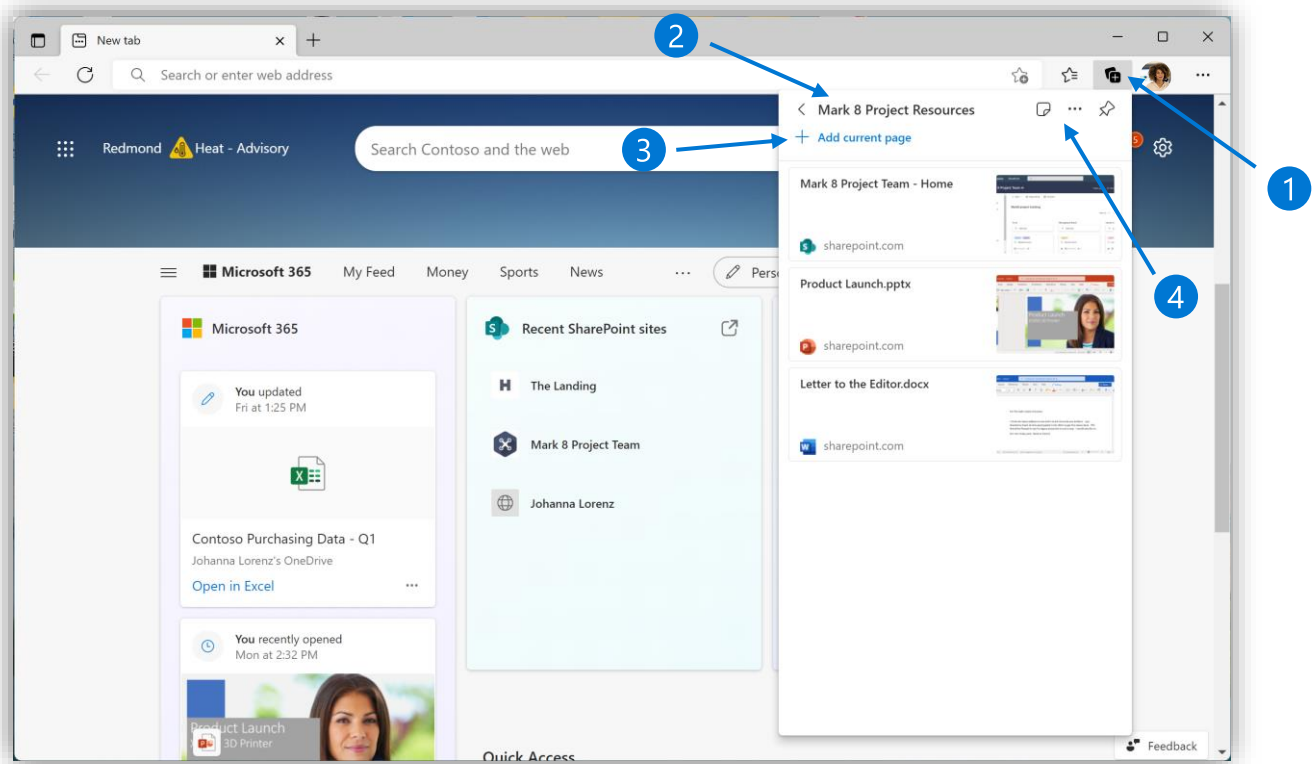 New tab
2
Search or enter web address
Mark 8 Project Resources
Add current page
3
1
Redmond Heat - Advisory
Search Contoso and the web
5
Mark 8 Project Team - Home
sharepoint.com
Microsoft 365 My Feed Money Sports News ... Perso
Product Launch.pptx
4
Product Launch
sharepoint.com
Microsoft 365
Recent SharePoint sites
You updated
Fri at 1:25 PM
The Landing
Letter to the Editor.docx
Mark 8 Project Team
sharepoint.com
Johanna Lorenz
Contoso Purchasing Data - Q1
Johanna Lorenz's OneDrive
Open in Excel
You recently opened
Mon at 2:32 PM
Product Launch
3D Printer
Quick Access
Feedback